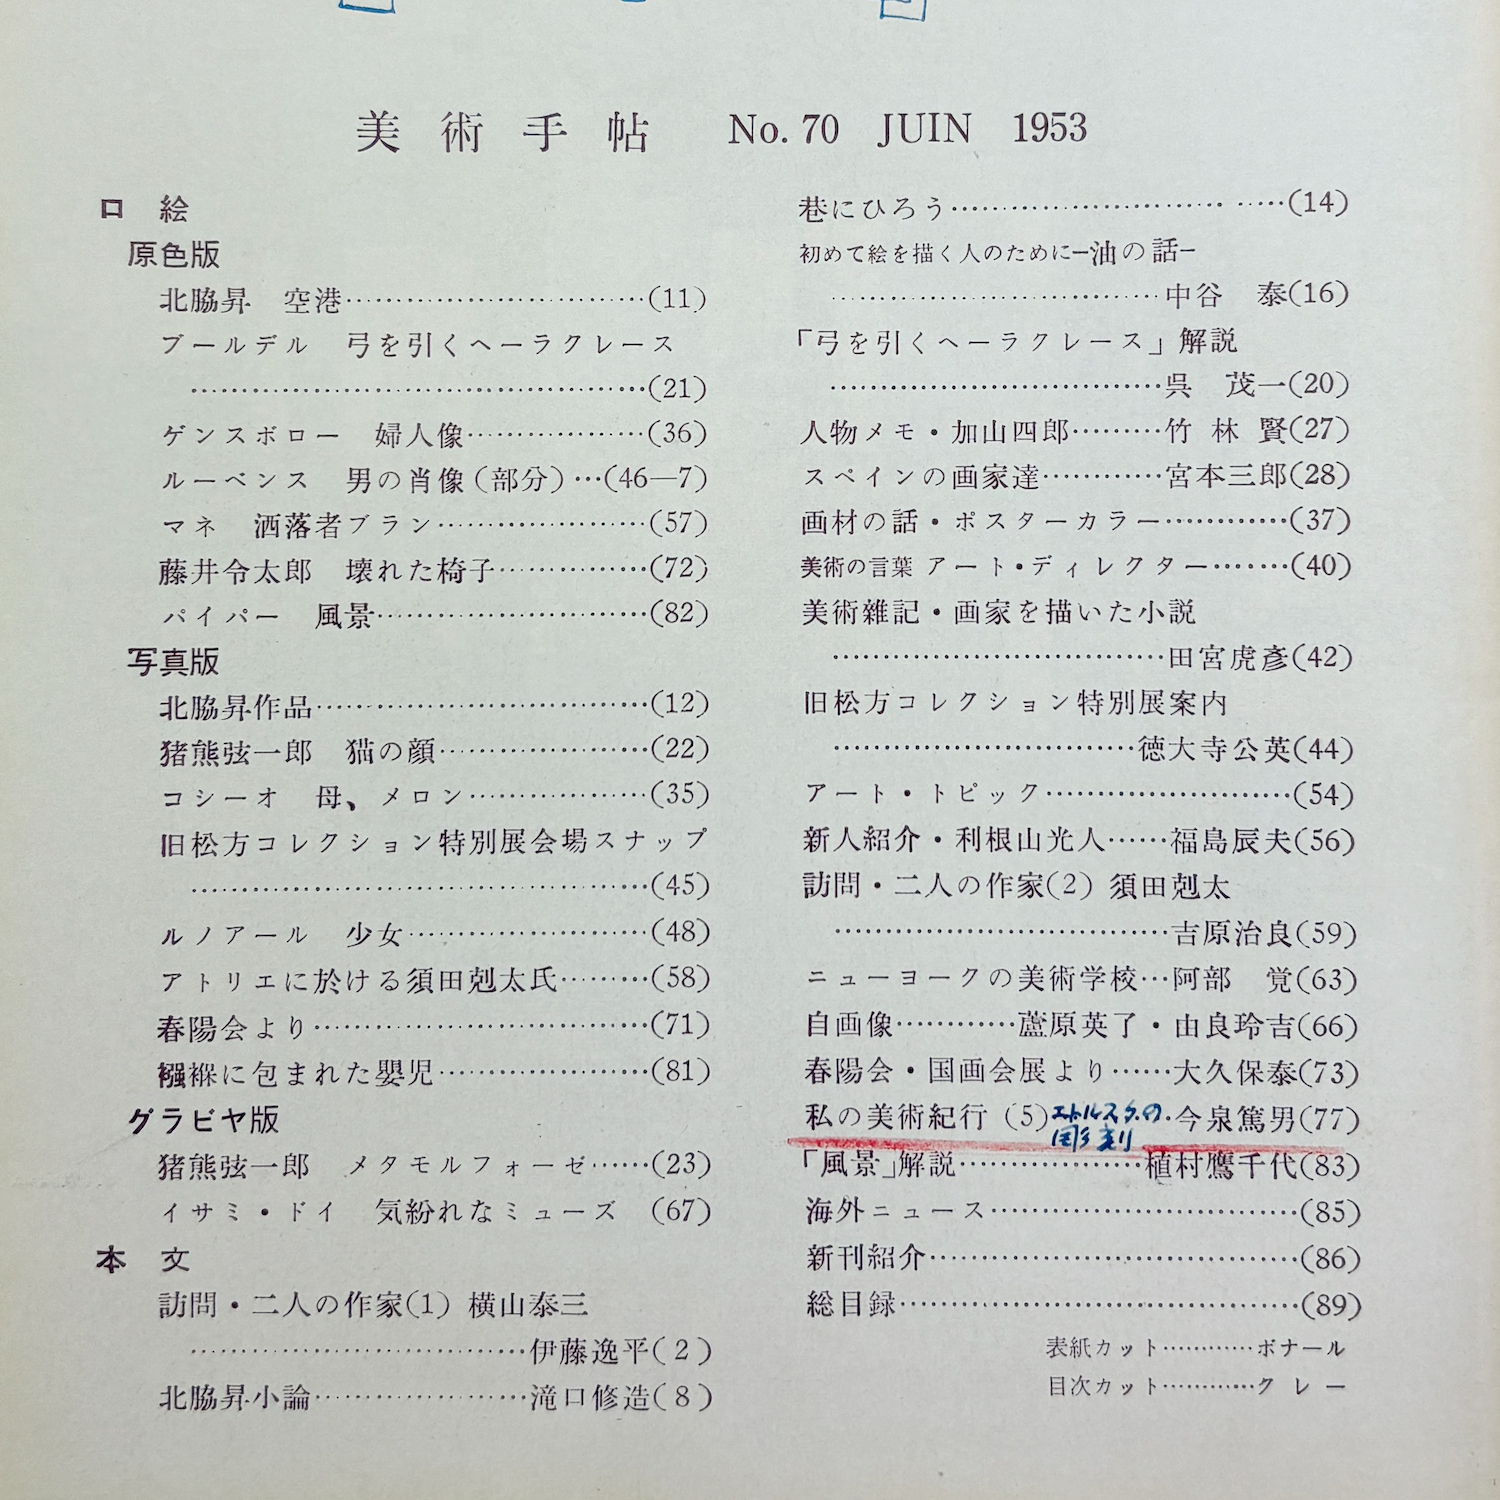 美術手帖 No. 70 JUIN 1953
口 絵
原色版
北脇昇 空港…………………………(11)
ブールデル 弓を引くヘーラクレース
…………………………………………(21)
ゲンスボロー 婦人像………………(36)
ルーベンス 男の肖像(部分)…(46—7)
マネ 洒落者ブラン…………………(57)
藤井令太郎 壊れた椅子……………(72)
パイパー 風景………………………(82)
写真版
北脇昇作品……………………………(12)
猪熊弦一郎 猫の顔…………………(22)
コシーオ 母、メロン………………(35)
旧松方コレクション特別展会場スナップ
…………………………………………(45)
ルノアール 少女……………………(48)
アトリエに於ける須田剋太氏………(58)
春陽会より……………………………(71)
襁褓に包まれた嬰児…………………(81)
グラビヤ版
猪熊弦一郎 メタモルフォーゼ……(23)
イサミ・ドイ 気紛れなミューズ (67)
本 文
訪問・二人の作家(1) 横山泰三
……………………………伊藤逸平(2)
北脇昇小論…………………滝口修造(8)
巷にひろう……………………………(14)
初めて絵を描く人のために—油の話—
……………………………中谷 泰(16)
「弓を引くヘーラクレース」解説
……………………………呉 茂一(20)
人物メモ・加山四郎………竹林 賢(27)
スペインの画家達…………宮本三郎(28)
画材の話・ポスターカラー…………(37)
美術の言葉 アート・ディレクター……(40)
美術雑記・画家を描いた小説
……………………………田宮虎彦(42)
旧松方コレクション特別展案内
…………………………徳大寺公英(44)
アート・トピック……………………(54)
新人紹介・利根山光人……福島辰夫(56)
訪問・二人の作家(2) 須田剋太
……………………………吉原治良(59)
ニューヨークの美術学校…阿部 覚(63)
自画像…………蘆原英了・由良玲吉(66)
春陽会・国画会展より……大久保泰(73)
私の美術紀行 (5)エトルスクの・今泉篤男(77)
彫刻
「風景」解説………………植村鷹千代(83)
海外ニュース…………………………(85)
新刊紹介………………………………(86)
総目録…………………………………(89)
表紙カット…………ボナール
目次カット…………クレー